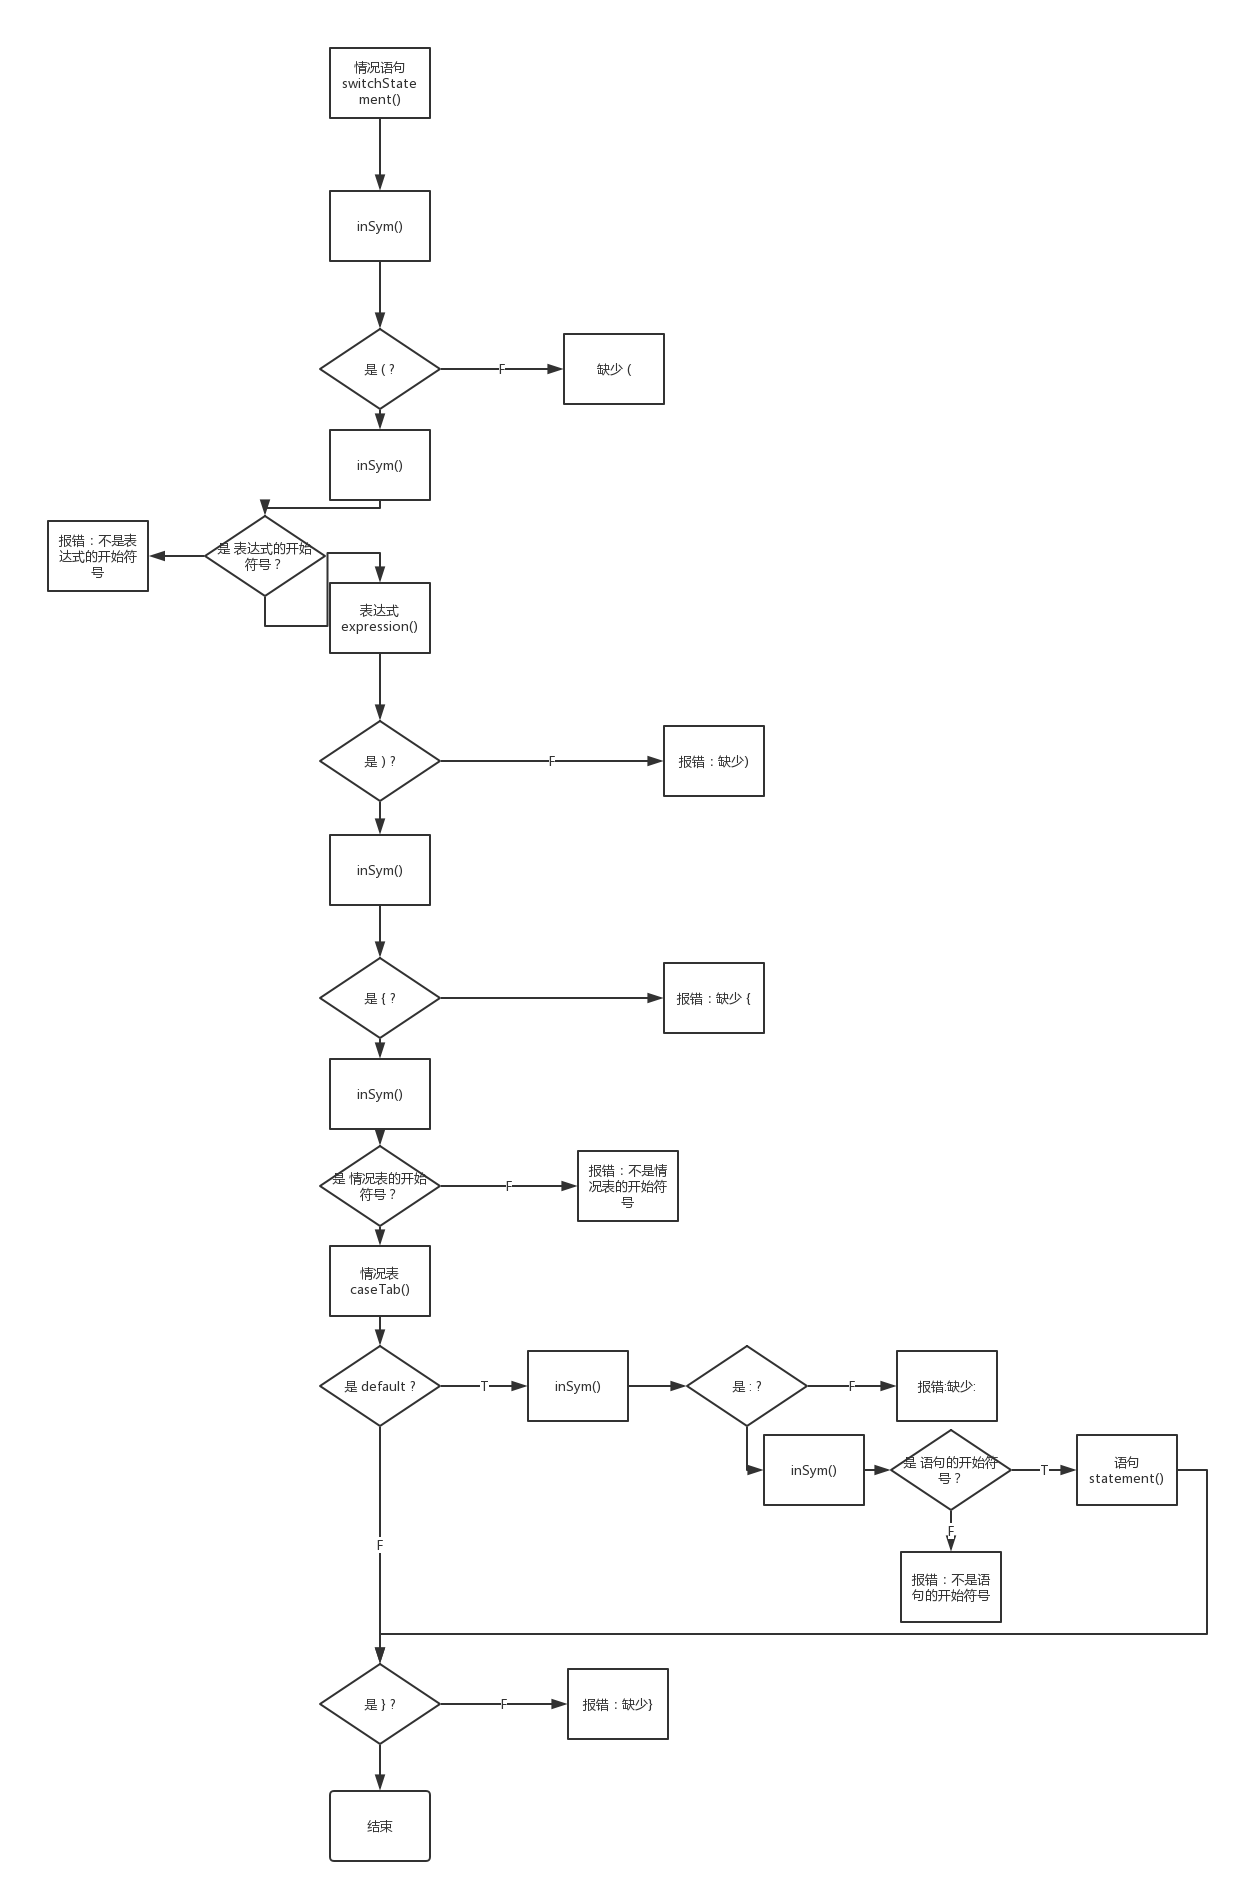 情况语句
switchState
ment()
inSym()
是 ( ?
F
缺少 (
inSym()
报错：不是表
达式的开始符
号
是 表达式的开始
符号？
表达式
expression()
是 ) ?
F
报错：缺少)
inSym()
是 { ?
报错：缺少 {
inSym()
是 情况表的开始
符号？
F
报错：不是情
况表的开始符
号
情况表
caseTab()
是 default ?
T
inSym()
是 : ?
F
报错:缺少:
inSym()
是 语句的开始符
号？
T
语句
statement()
F
F
报错：不是语
句的开始符号
是 } ?
F
报错：缺少}
结束